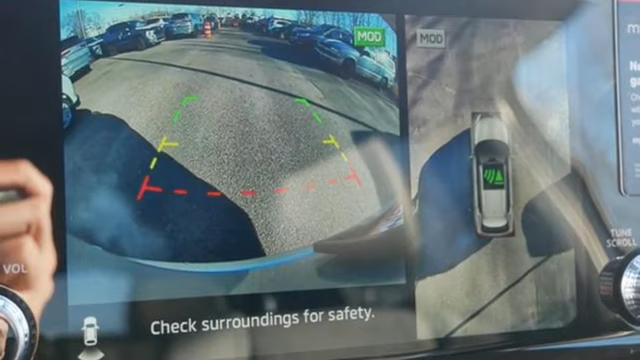 MOD
MOD
VOL
TUNE
SCROLL
Check surroundings for safety.